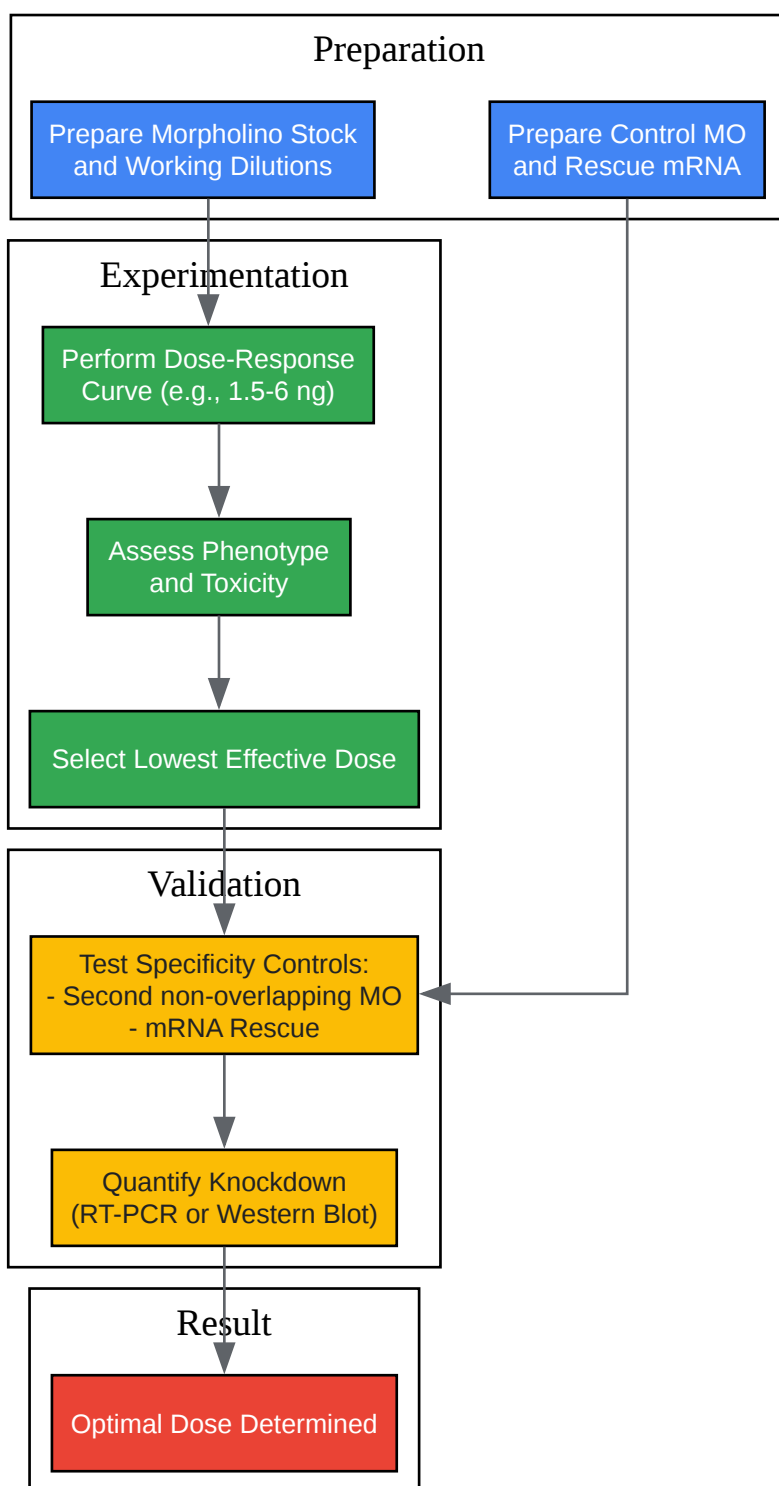 Preparation
Prepare Morpholino Stock
and Working Dilutions
Prepare Control MO
and Rescue mRNA
Experimentation
Perform Dose-Response
Curve (e.g., 1.5-6 ng)
Assess Phenotype
and Toxicity
Select Lowest Effective Dose
Validation
Test Specificity Controls:
- Second non-overlapping MO
- mRNA Rescue
Quantify Knockdown
(RT-PCR or Western Blot)
Result
Optimal Dose Determined